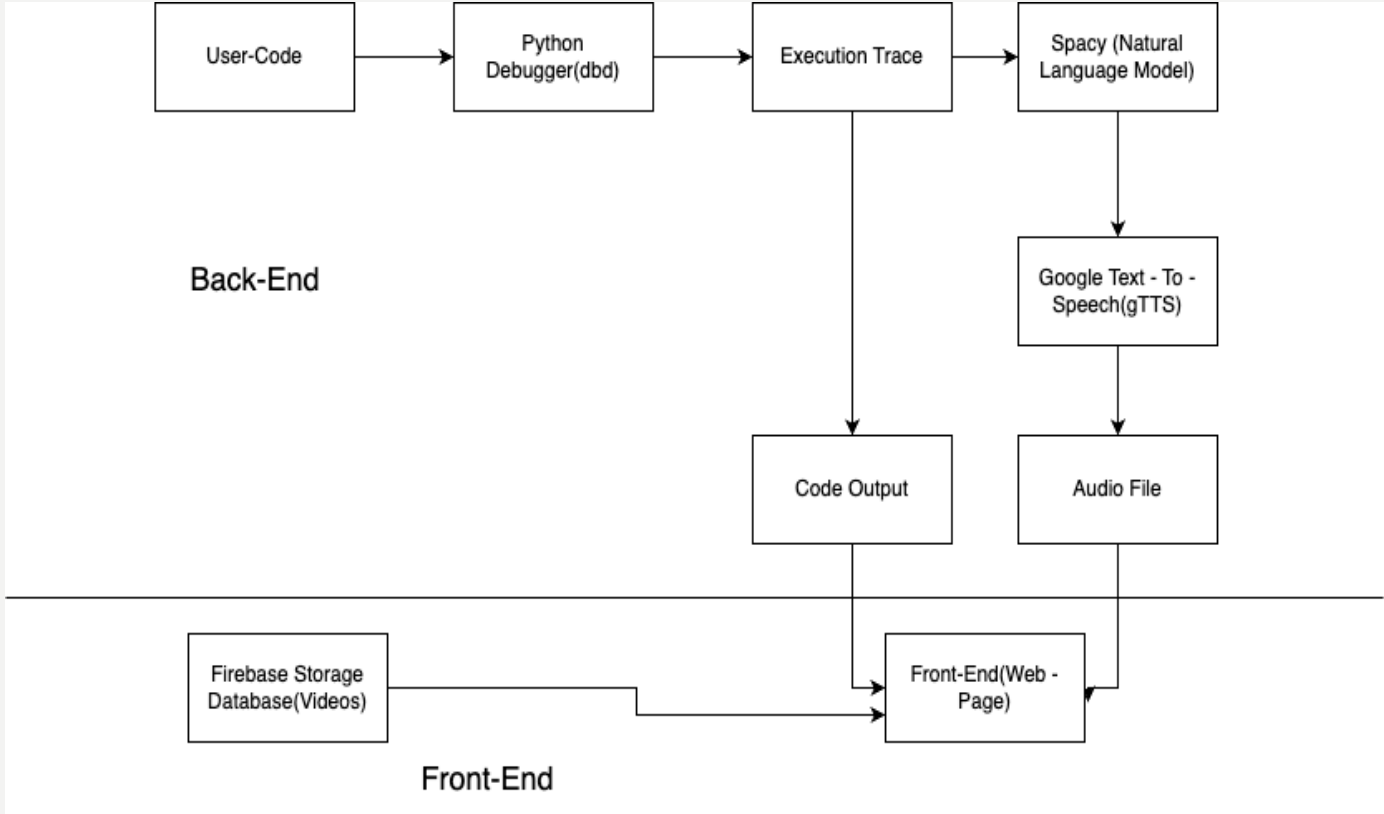 User-Code
Python
Debugger(dbd)
Execution Trace
Spacy (Natural
Language Model)
Back-End
Google Text - To -
Speech(gTTS)
Code Output
Audio File
Firebase Storage
Database(Videos)
Front-End(Web -
Page)
Front-End